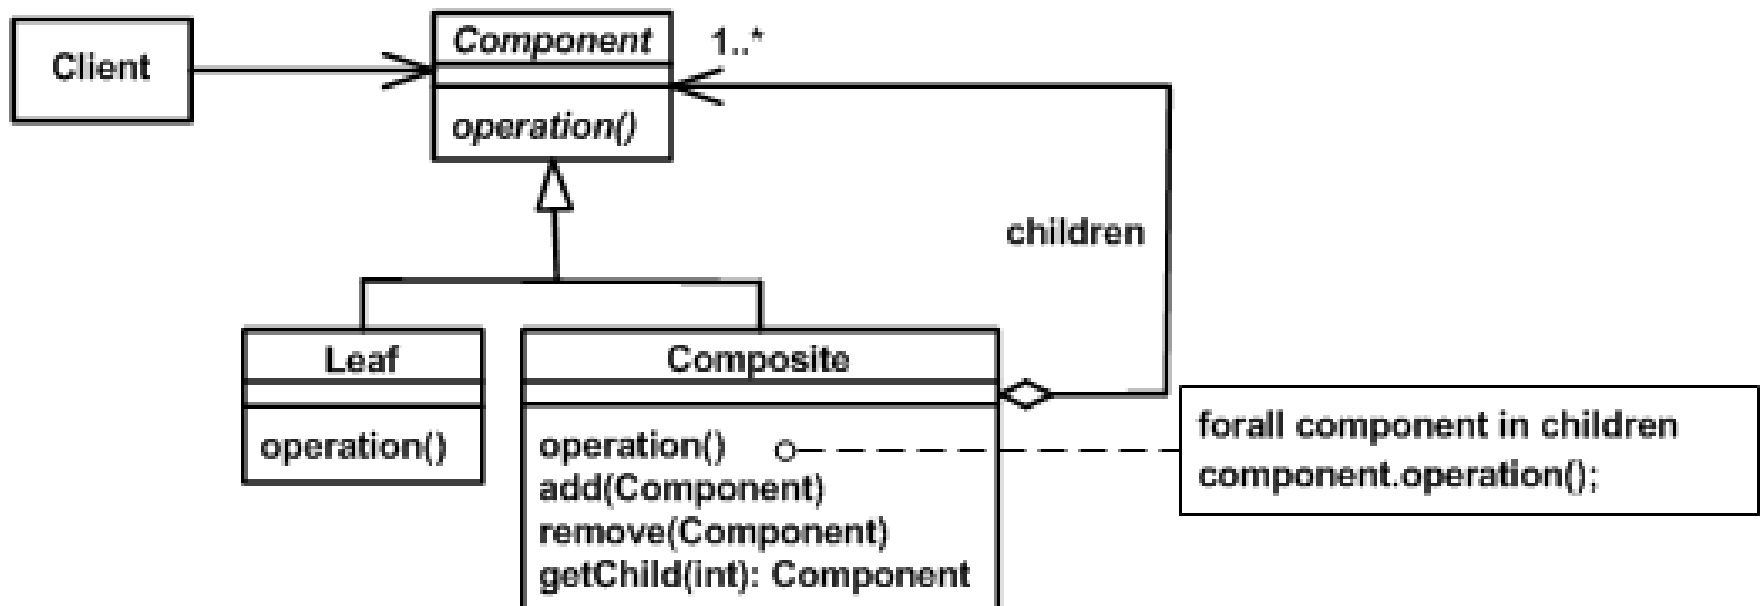 Client
Component
1..*
operation()
children
Leaf
Composite
operation()
operation()
add(Component)
remove(Component)
getChild(int): Component
forall component in children
component.operation();